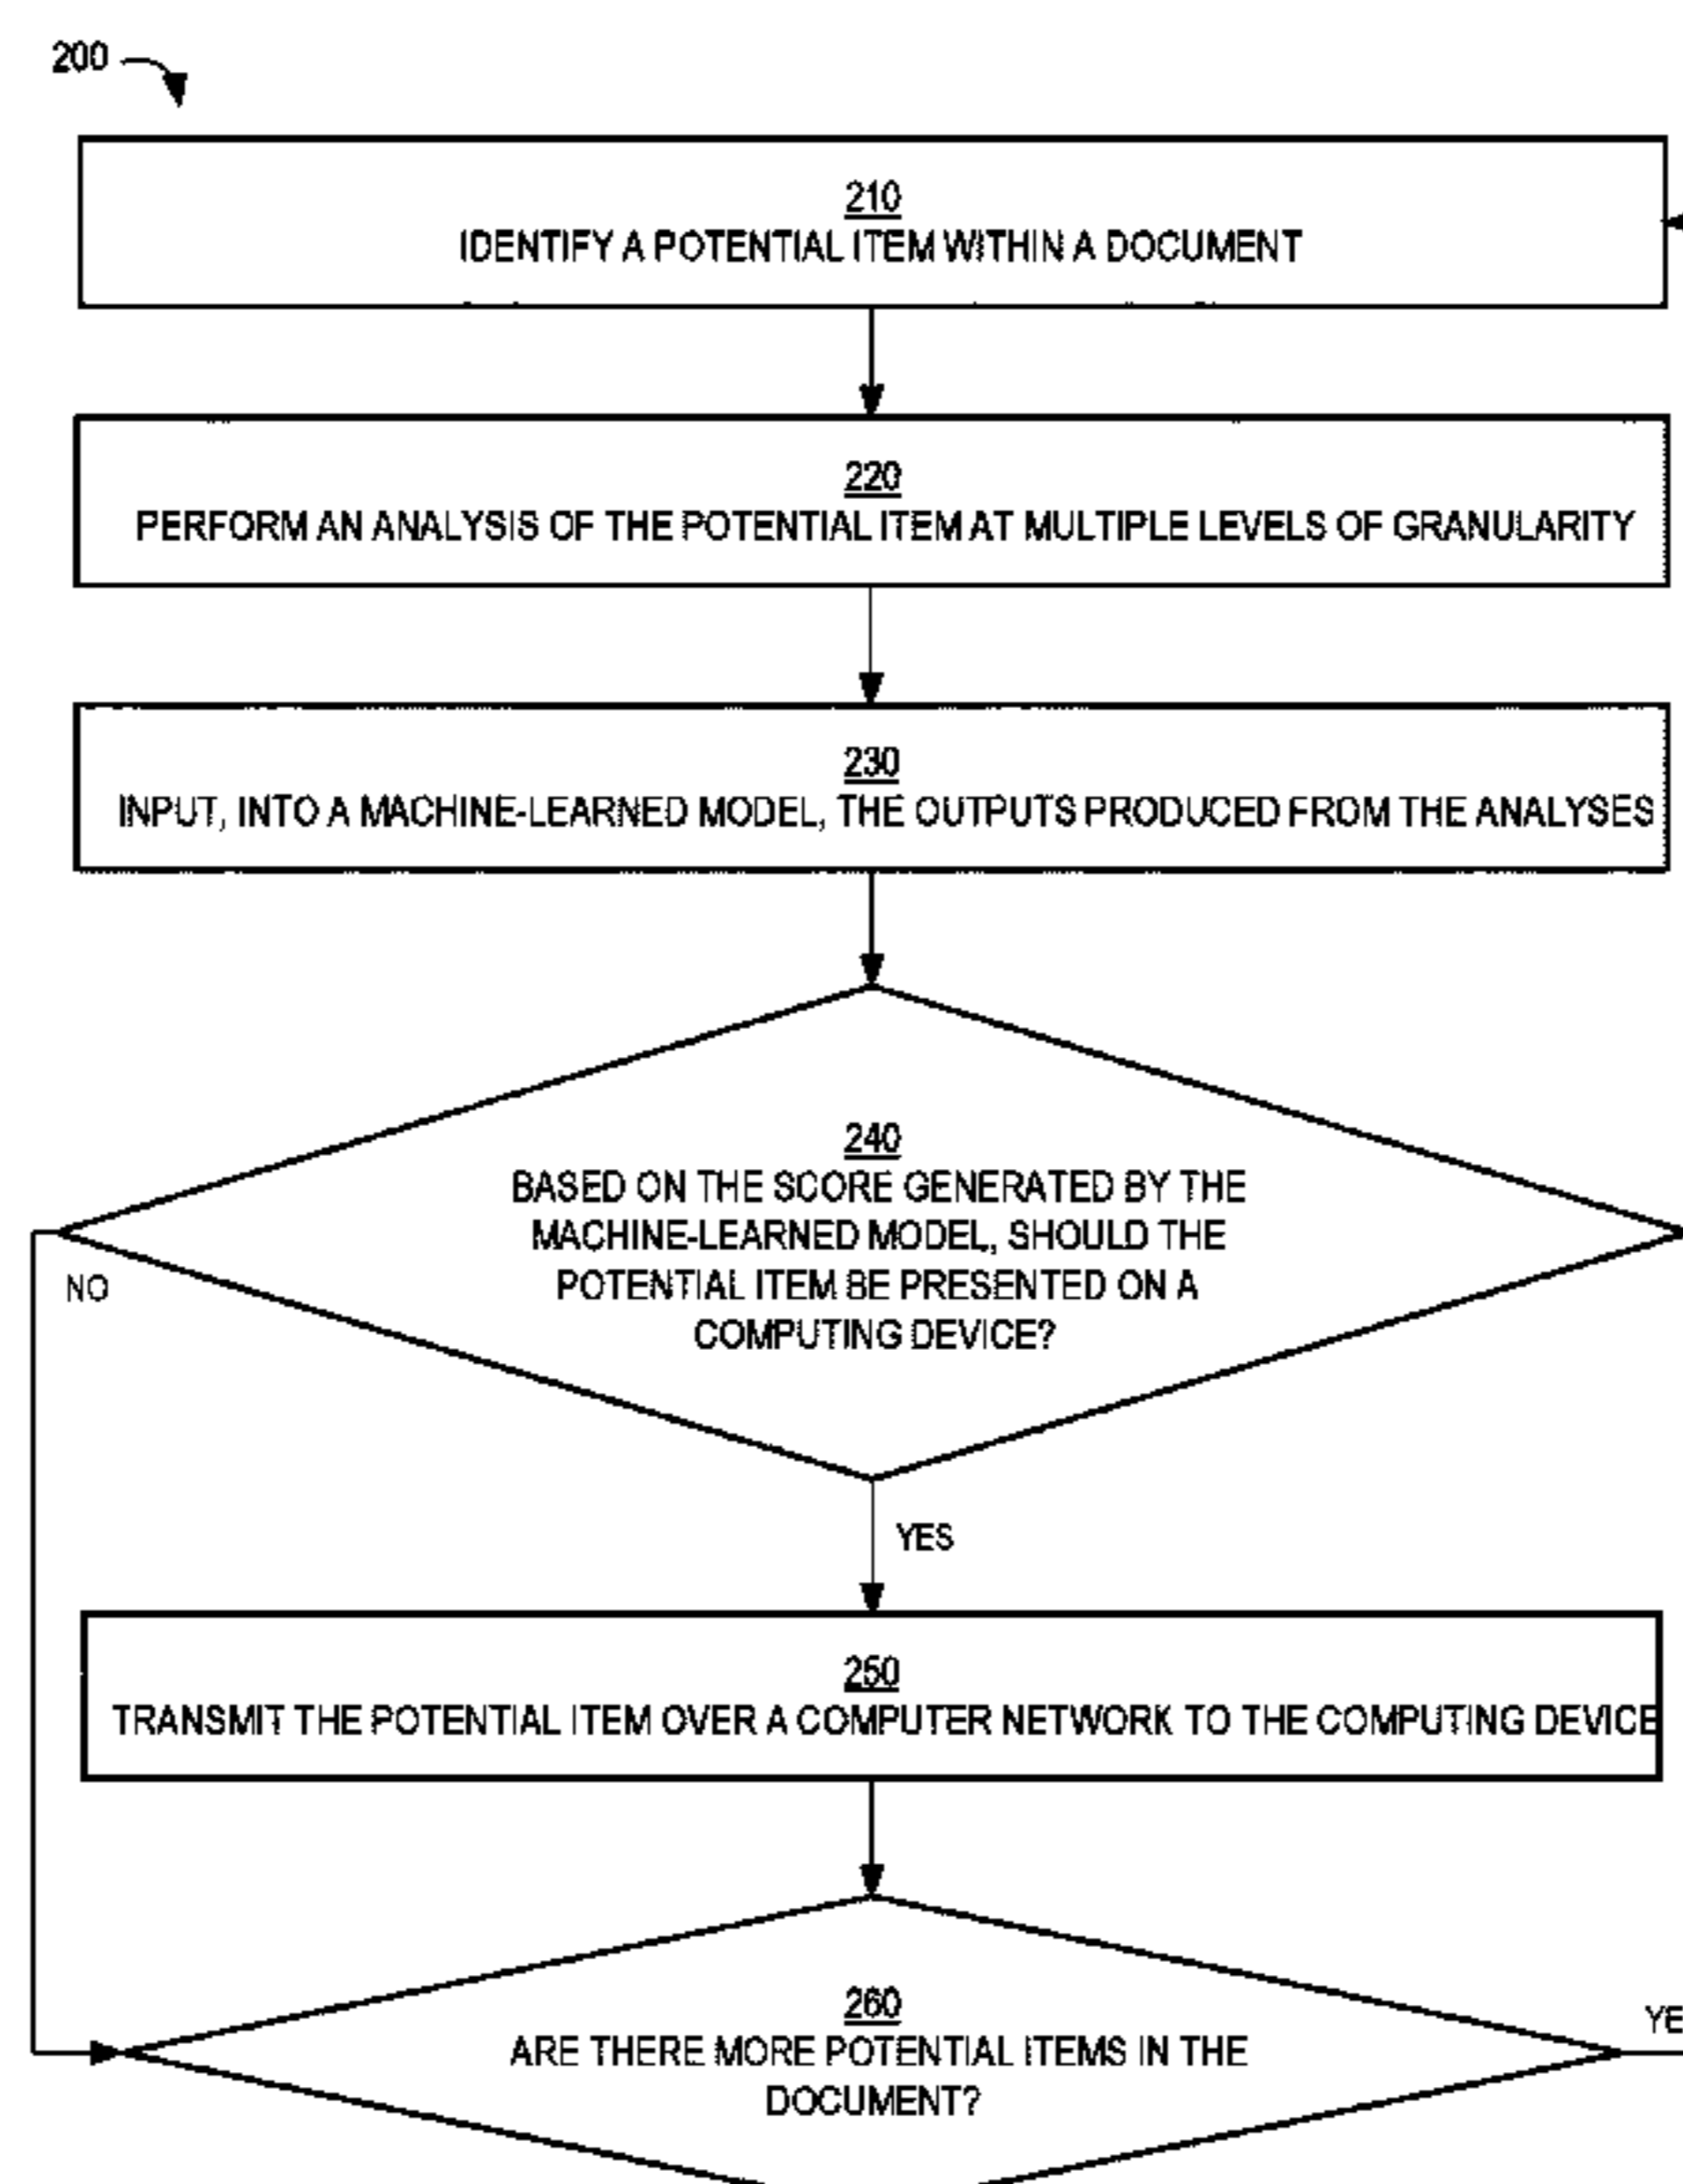 200
210
IDENTIFY A POTENTIAL ITEM WITHIN A DOCUMENT
220
PERFORM AN ANALYSIS OF THE POTENTIAL ITEM AT MULTIPLE LEVELS OF GRANULARITY
230
INPUT, INTO A MACHINE-LEARNED MODEL, THE OUTPUTS PRODUCED FROM THE ANALYSES
240
BASED ON THE SCORE GENERATED BY THE
MACHINE-LEARNED MODEL, SHOULD THE
POTENTIAL ITEM BE PRESENTED ON A
COMPUTING DEVICE?
NO
YES
250
TRANSMIT THE POTENTIAL ITEM OVER A COMPUTER NETWORK TO THE COMPUTING DEVICE
260
YE
ARE THERE MORE POTENTIAL ITEMS IN THE
DOCUMENT?